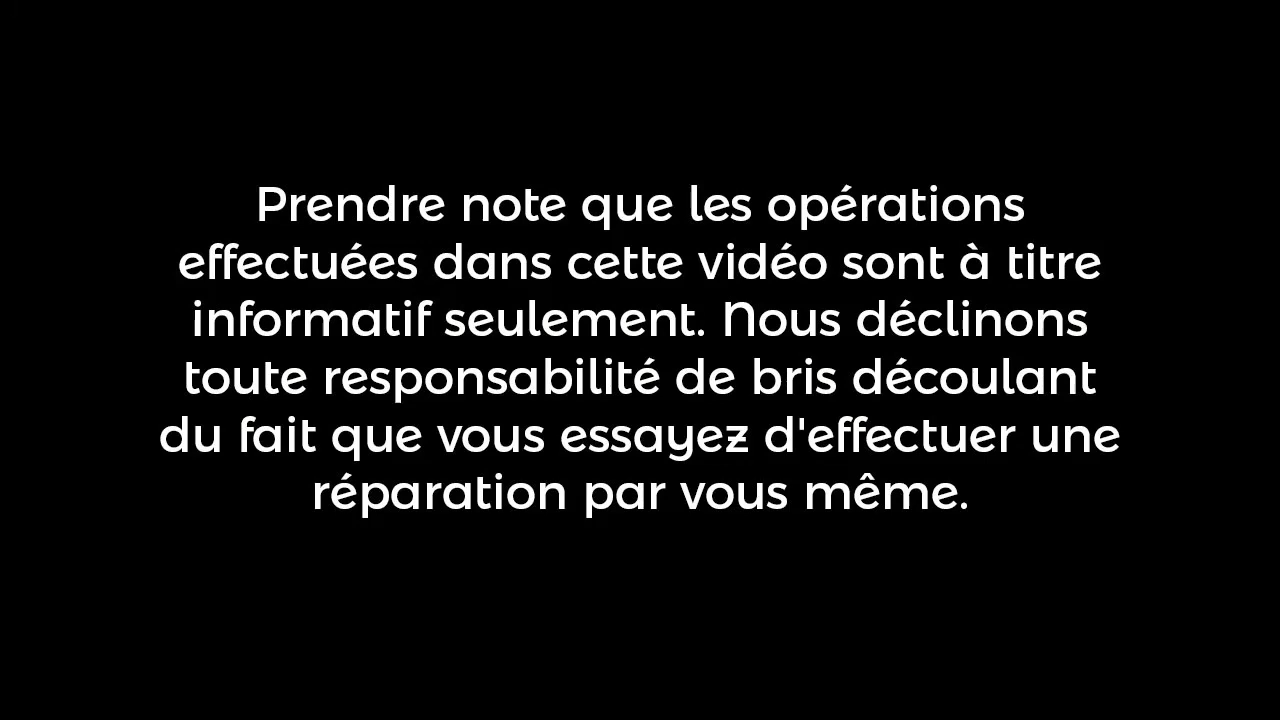 Prendre note que les opérations
effectuées dans cette vidéo sont à titre
informatif seulement. Nous déclinons
toute responsabilité de bris découlant
du fait que vous essayez d'effectuer une
réparation par vous même.